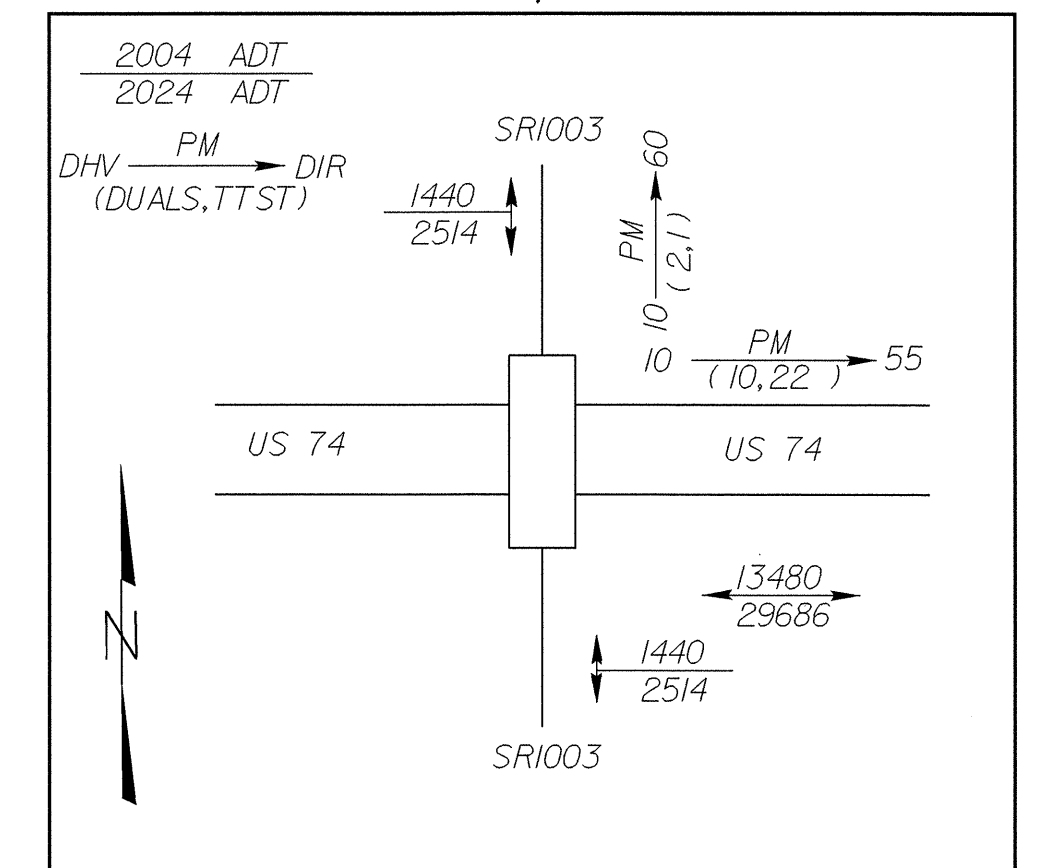 2004 ADT
2024 ADT
PM
DHV DIR
(DUALS,TTST)
SR1003
1440
2514
60
PM
(2,1)
10
PM
10 55
(10,22)
US 74
US 74
N
13480
29686
1440
2514
SR1003